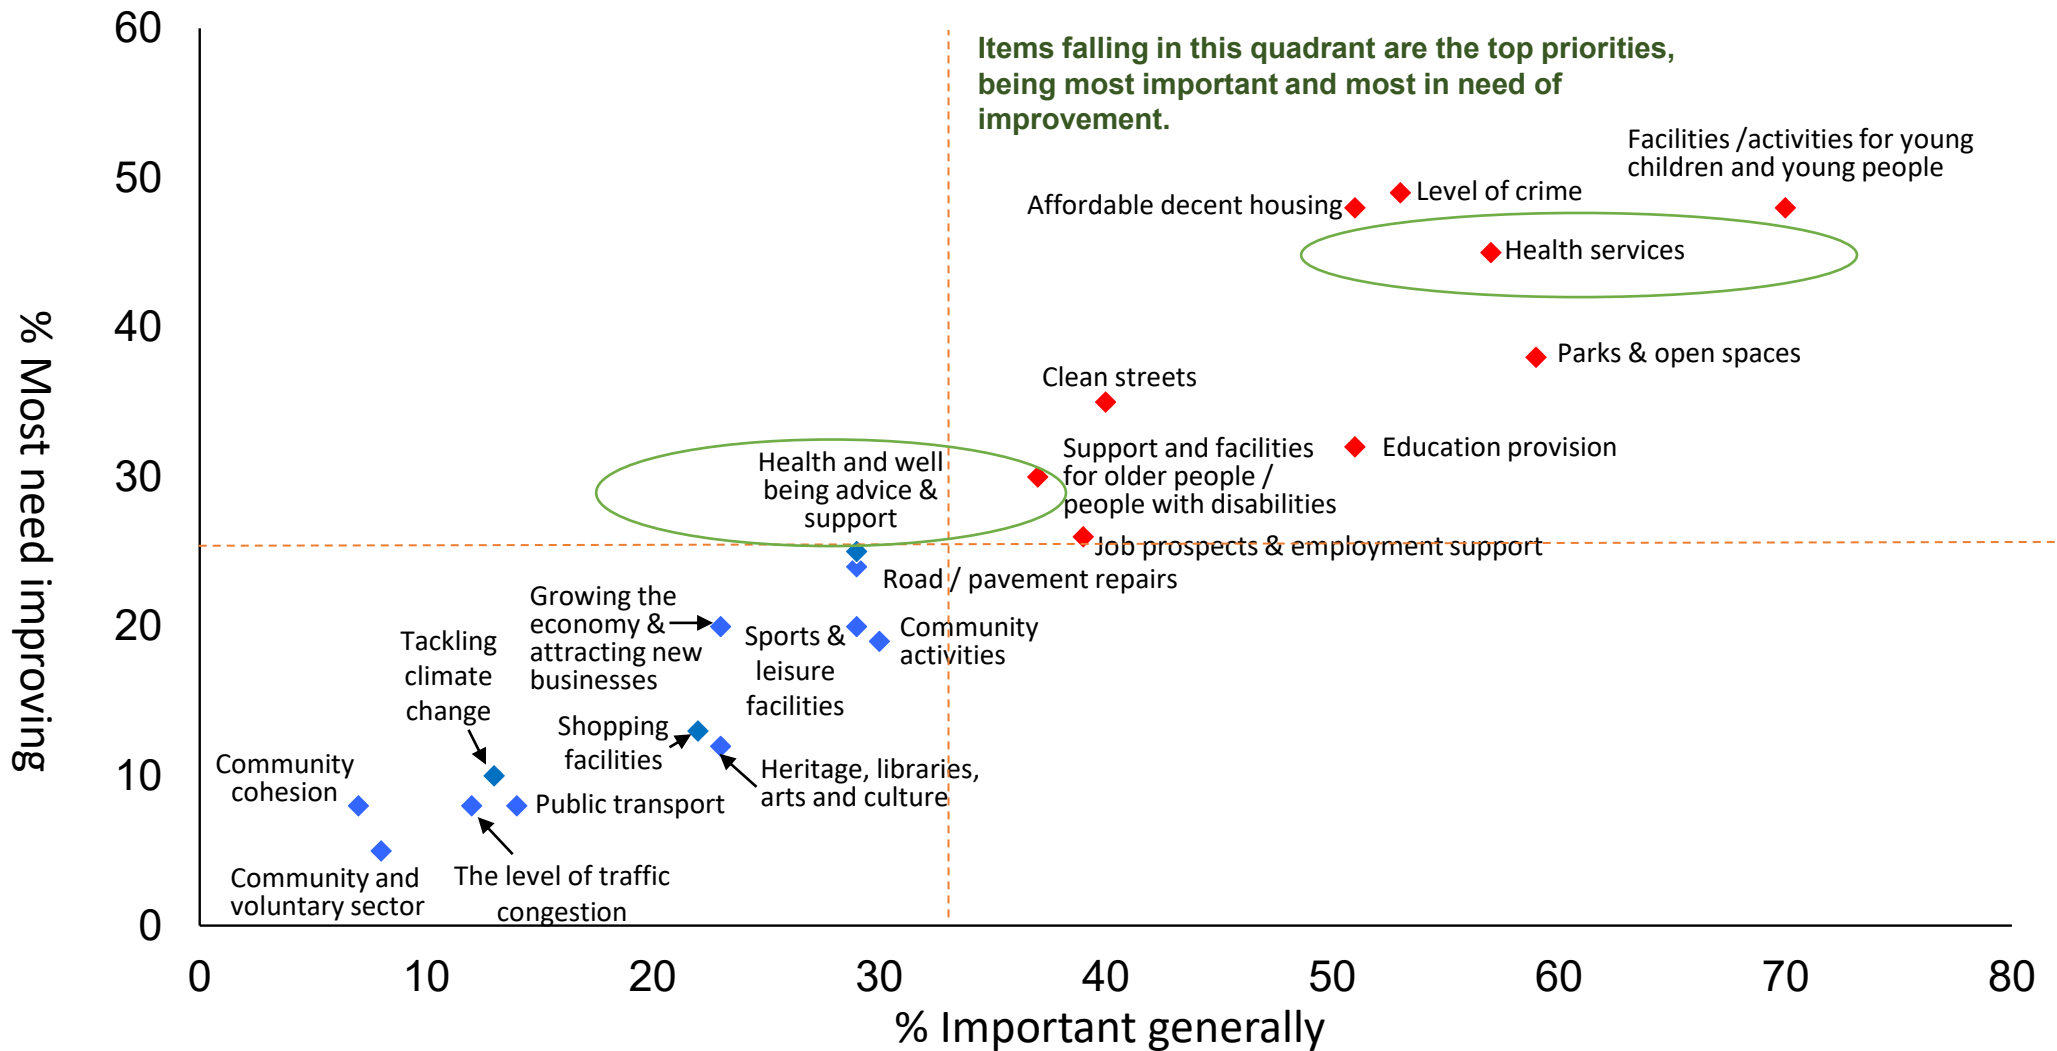 60
50
40
30
20
10
0
% Most need improving
Items falling in this quadrant are the top priorities,
being most important and most in need of
improvement.
Facilities /activities for young
children and young people
Level of crime
Affordable decent housing
Health services
Parks & open spaces
Clean streets
Education provision
Support and facilities
for older people /
people with disabilities
Health and well
being advice &
support
Job prospects & employment support
Road / pavement repairs
Growing the
economy &
attracting new
businesses
Sports &
leisure
facilities
Community
activities
Tackling
climate
change
Shopping
facilities
Heritage, libraries,
arts and culture
Community
cohesion
Public transport
Community and
voluntary sector
The level of traffic
congestion
0
10
20
30
40
50
60
70
80
% Important generally